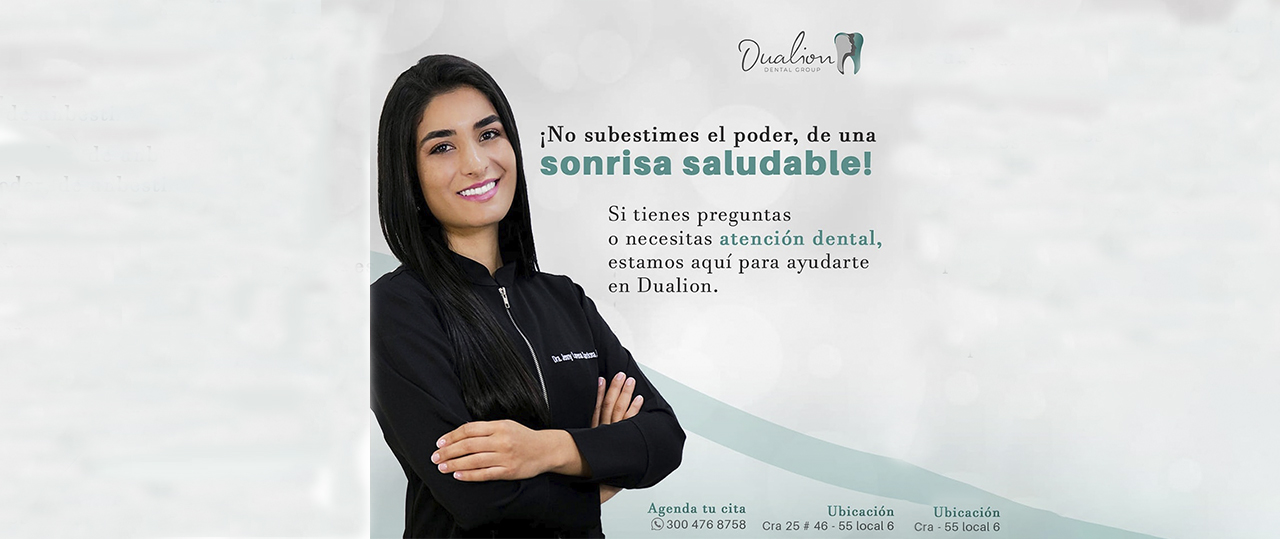 Dualion
DENTAL GROUP
¡No subestimes el poder, de una
sonrisa saludable!
Si tienes preguntas
o necesitas atención dental,
estamos aquí para ayudarte
en Dualion.
Dra.
Agenda tu cita
300 476 8758
Ubicación
Cra 25 # 46 - 55 local 6
Ubicación
Cra - 55 local 6